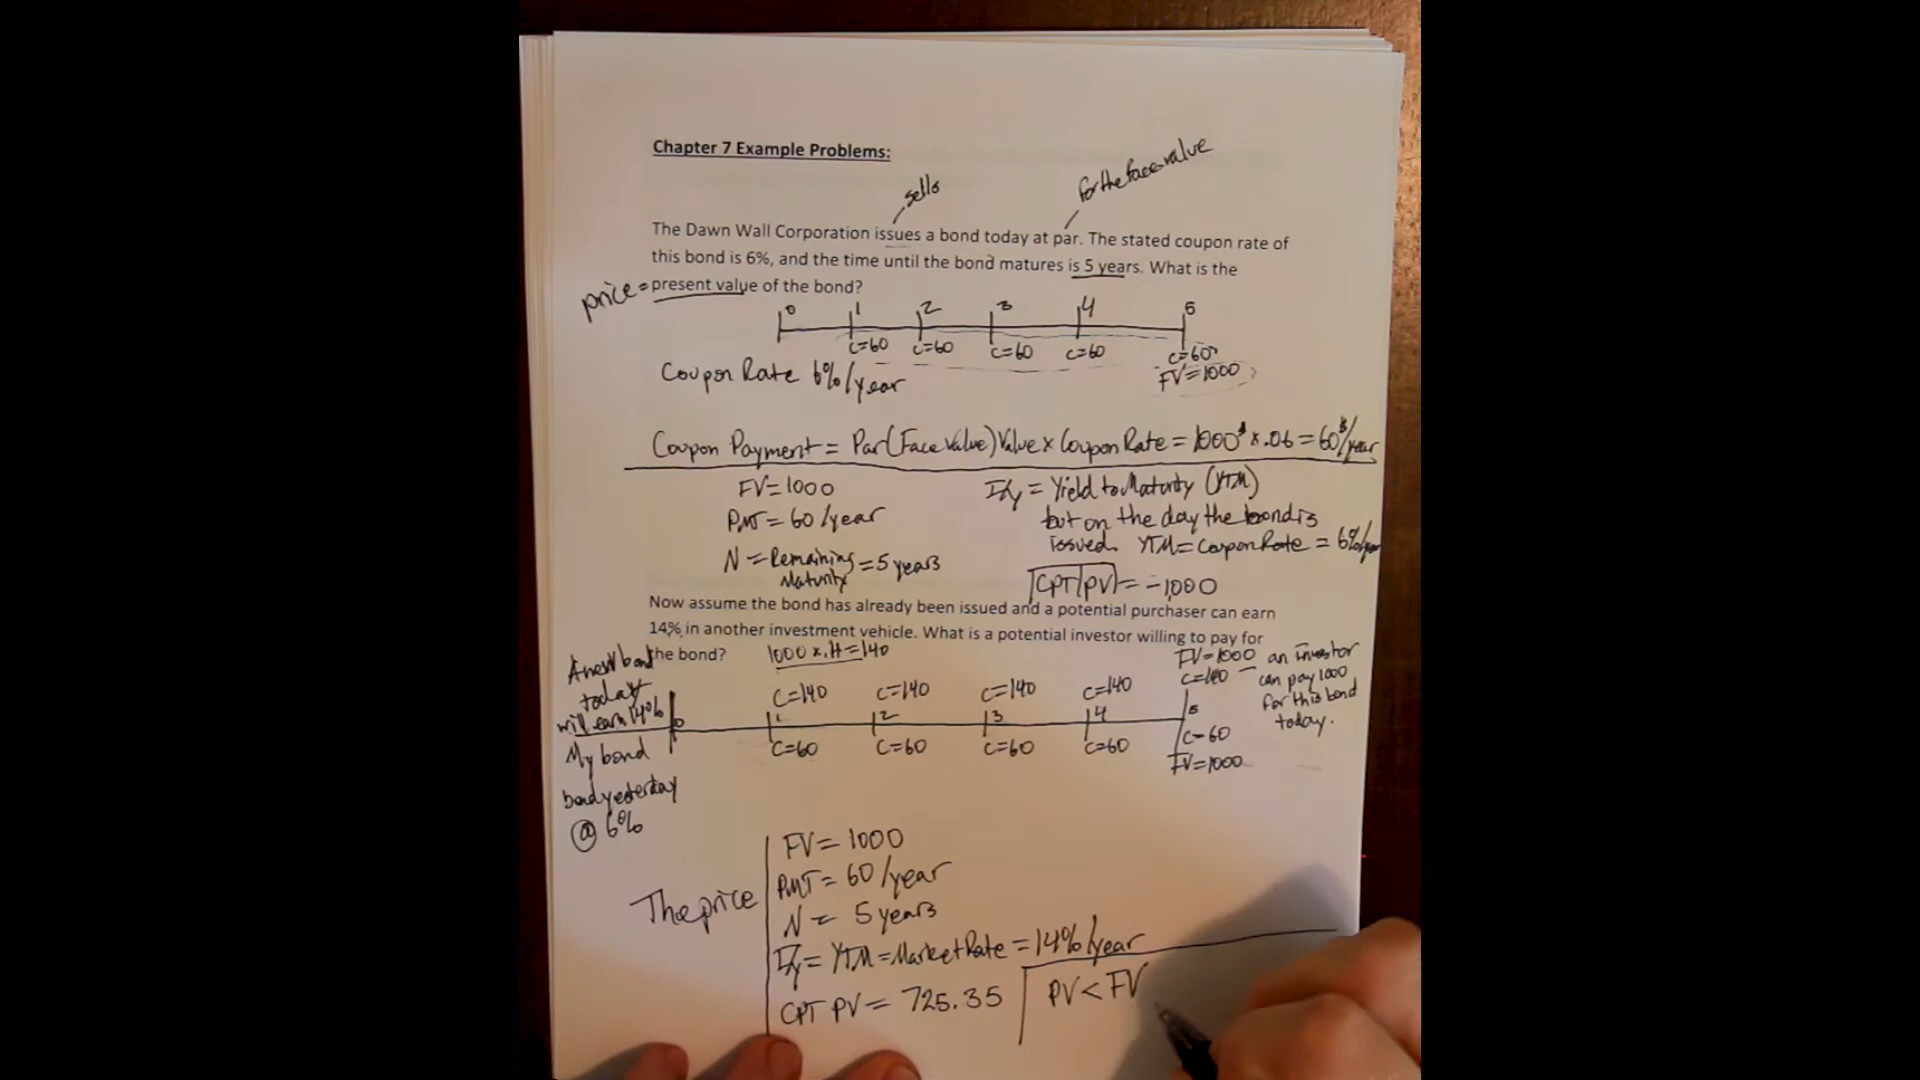 Chapter 7 Example Problems:
sells
for the face value
The Dawn Wall Corporation issues a bond today at par. The stated coupon rate of
this bond is 6%, and the time until the bond matures is 5 years. What is the
price = present value of the bond?
0 1 2 3 4 5
C=60 C=60 C=60 C=60 C=60
FV=1000
Coupon Rate 6%/year
Coupon Payment = Par (Face Value) Value x Coupon Rate = 1000$ x .06 = 60$/year
FV=1000
PMT=60/year
N = Remaining Maturity = 5 years
I/y = Yield to Maturity (YTM)
but on the day the bond is
issued YTM = Coupon Rate = 6%/year
CPT PV = -1,000
Now assume the bond has already been issued and a potential purchaser can earn
14% in another investment vehicle. What is a potential investor willing to pay for
the bond?
1000 x .14=140
A new bond
today
will earn 14%
FV=1000
C=140 C=140 C=140 C=140 C=140
an investor
can pay 1000
for this bond
today.
0 1 2 3 4 5
C=60 C=60 C=60 C=60 C=60
FV=1000
My bond
bond yesterday
@ 6%
The price
FV = 1000
PMT = 60/year
N = 5 years
I/y = YTM = Market Rate = 14%/year
CPT PV = 725.35
PV < FV